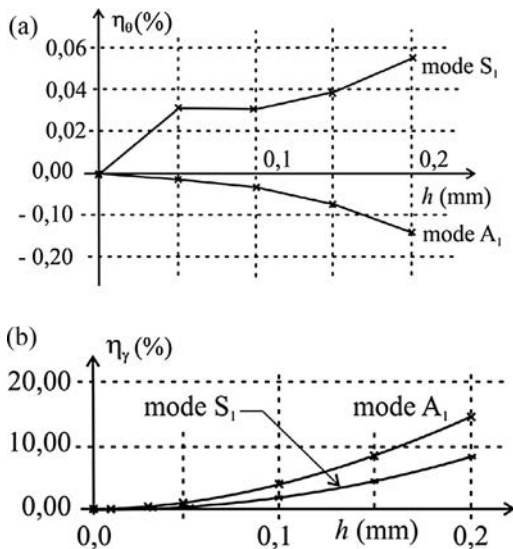 (a)
η_θ(%)
0,06
mode S₁
0,04
0,02
0,00
0,1
0,2
h (mm)
- 0,10
mode A₁
- 0,20
(b)
η_γ (%)
20,00
mode S₁
mode A₁
10,00
0,00
0,0
0,1
h (mm)
0,2